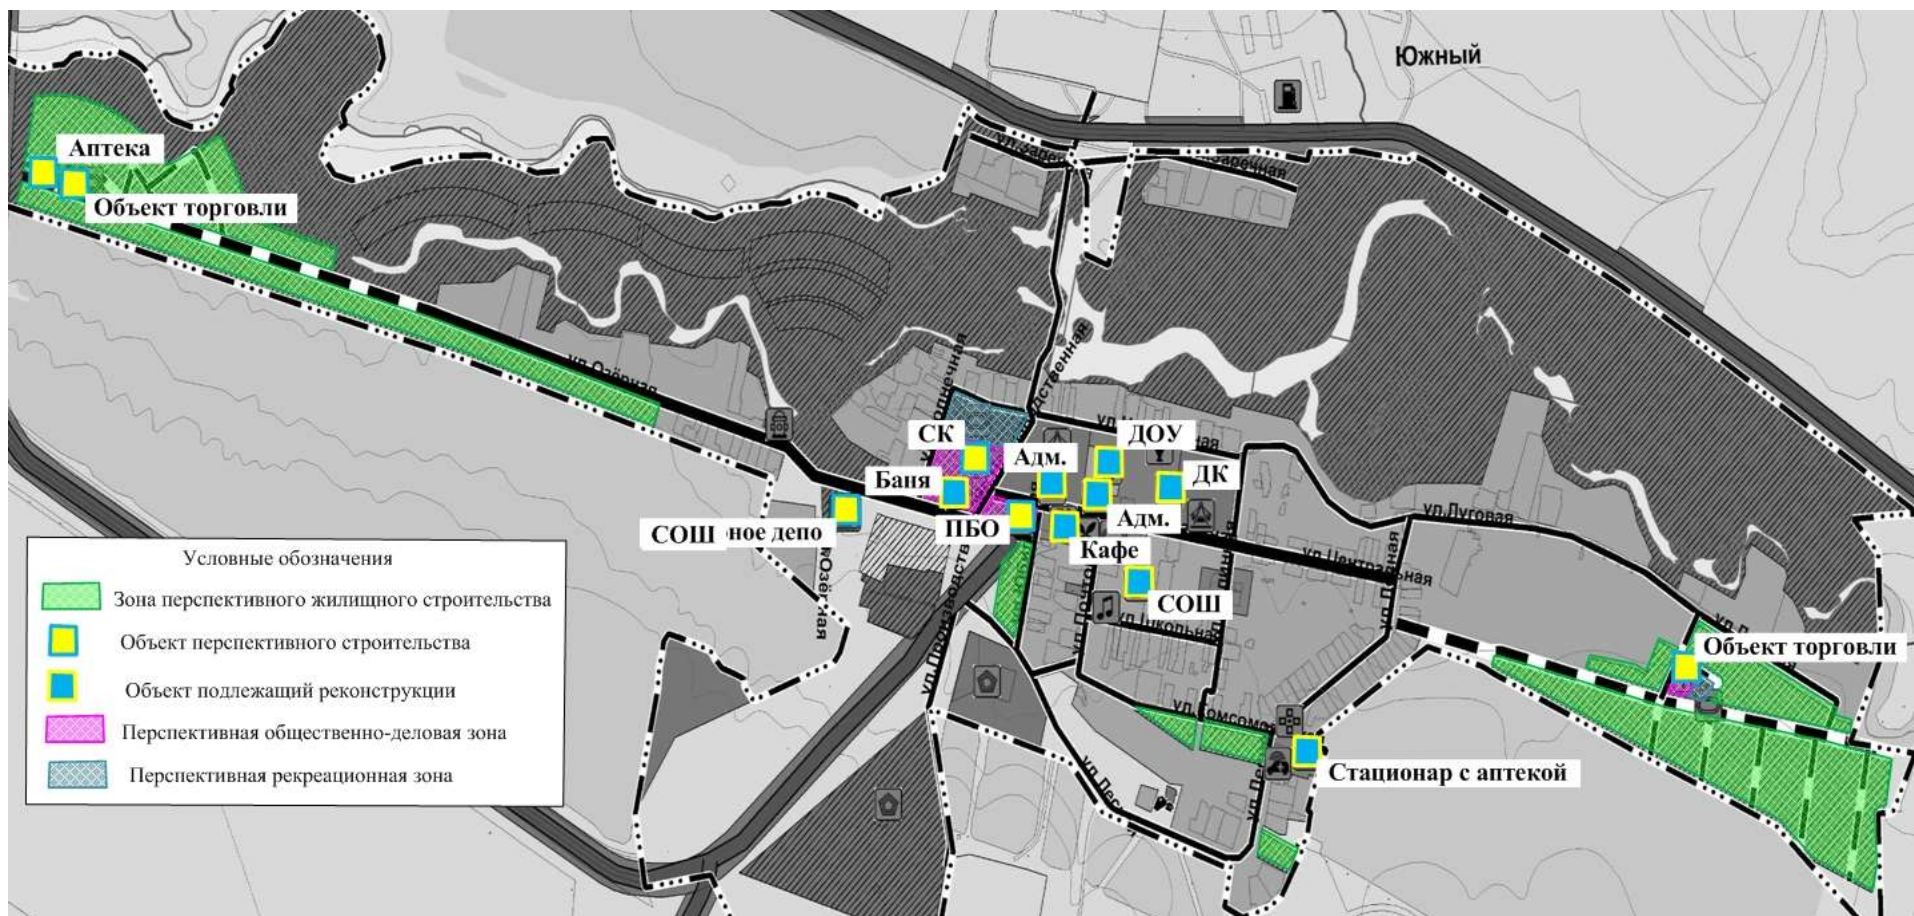 Южный
Аптека
Объект торговли
ул.Озёрная
СК
Адм.
ДОУ
ДК
Баня
СОШ
рное депо
ПБО
Адм.
Кафе
СОШ
ул.Луговая
ул.Центральная
Объект торговли
Стационар с аптекой
Условные обозначения
Зона перспективного жилищного строительства
Объект перспективного строительства
Объект подлежащий реконструкции
Перспективная общественно-деловая зона
Перспективная рекреационная зона